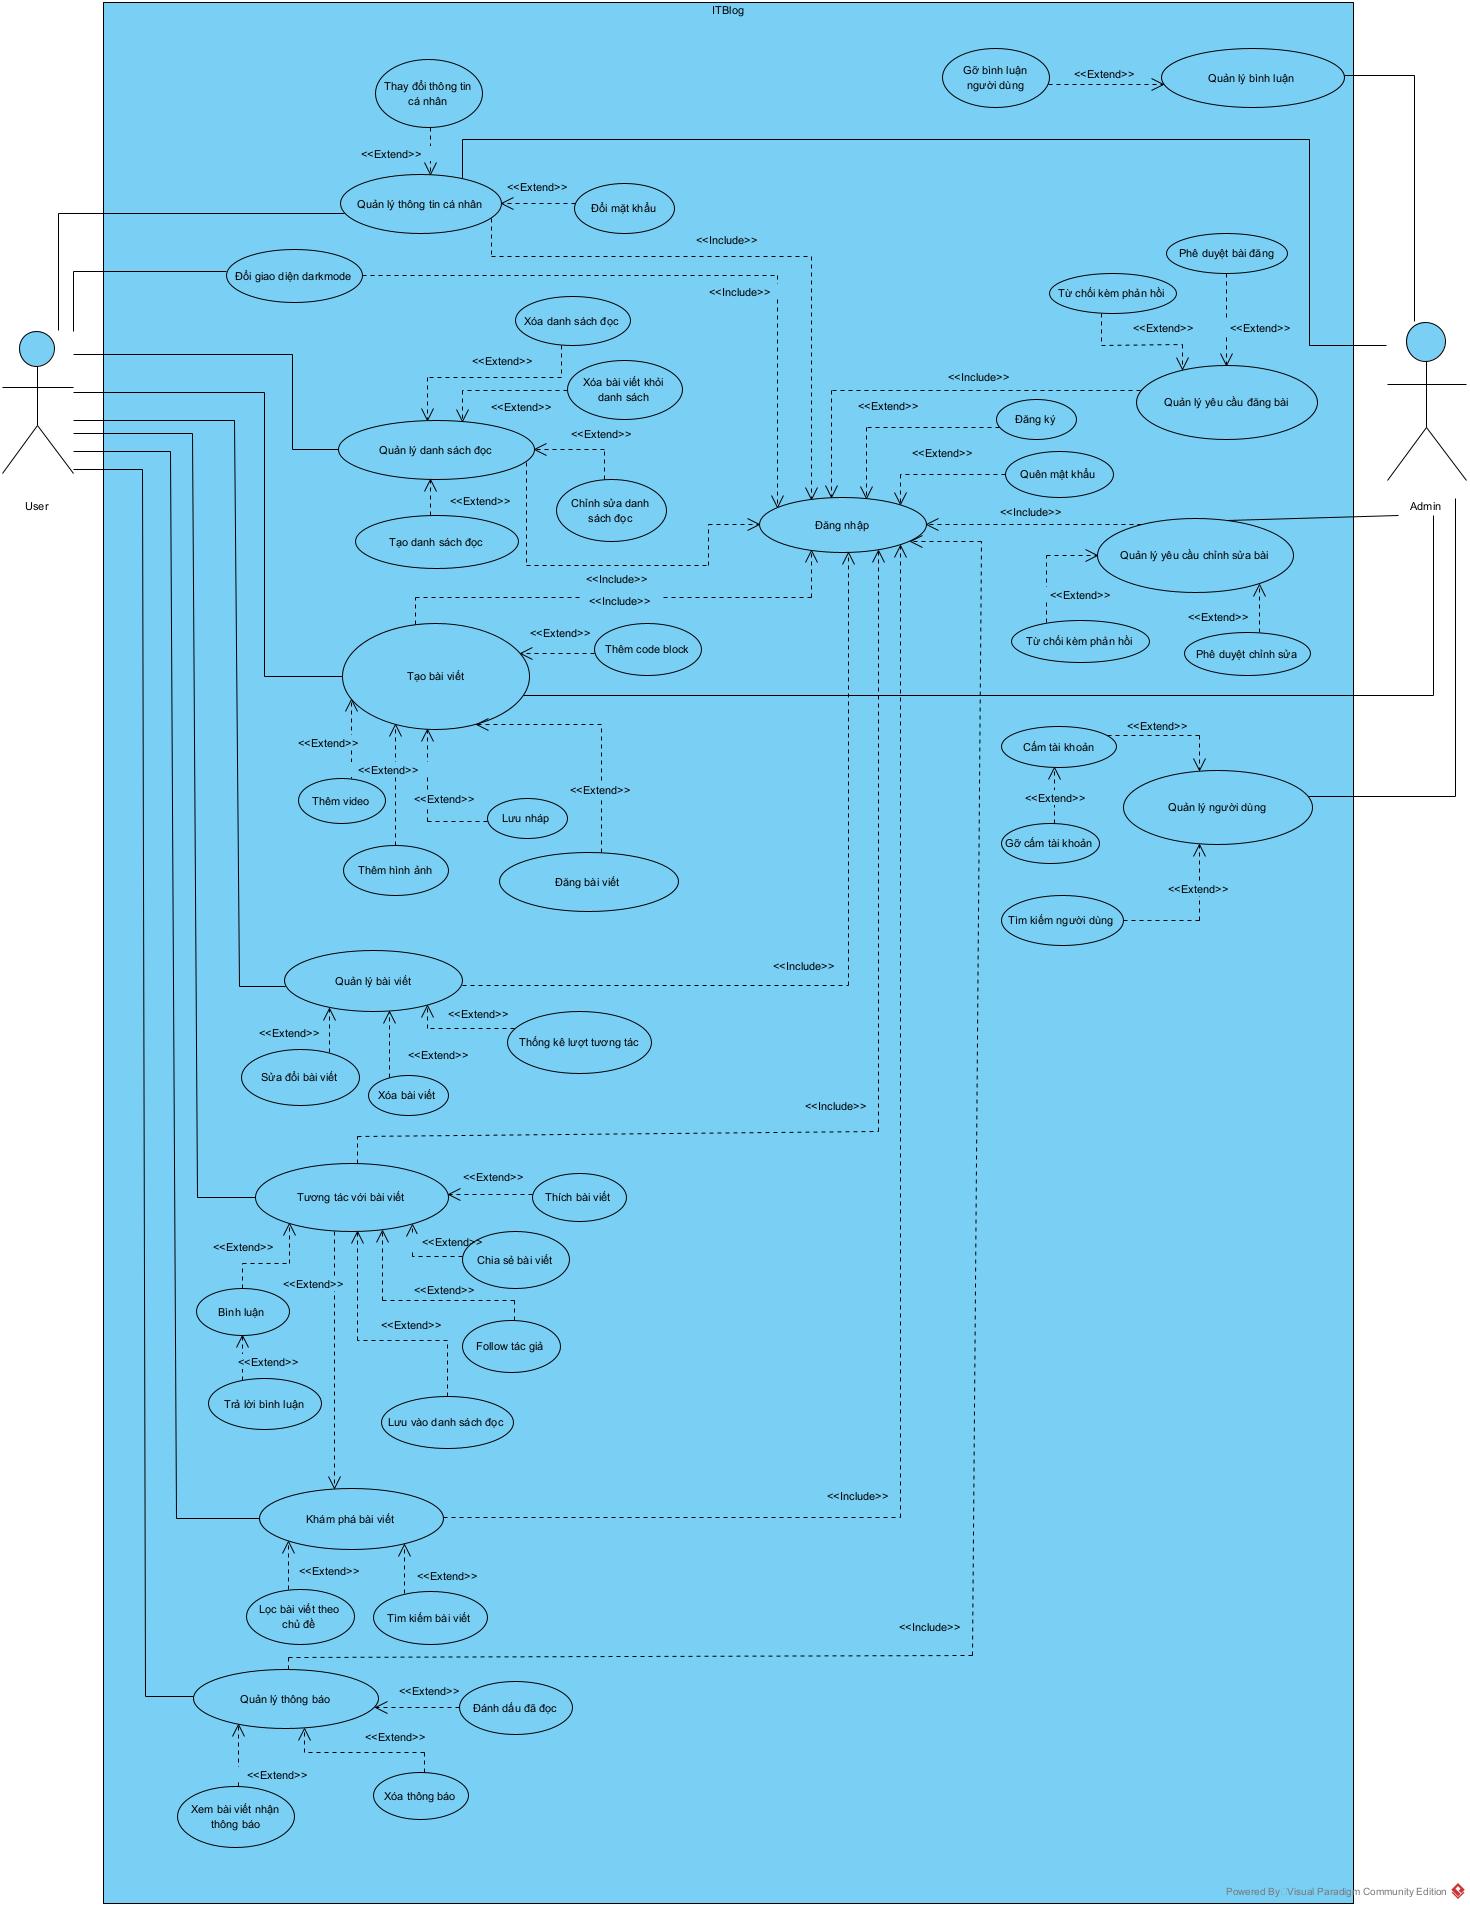 ITBlog
Gỡ bình luận
người dùng
<<Extend>>
Quản lý bình luận
Thay đổi thông tin
cá nhân
<<Extend>>
Quản lý thông tin cá nhân
<<Extend>>
Đổi mật khẩu
<<Include>>
Đổi giao diện darkmode
<<Include>>
Phê duyệt bài đăng
Từ chối kèm phản hồi
<<Extend>>
<<Extend>>
Quản lý yêu cầu đăng bài
<<Include>>
Xóa danh sách đọc
<<Extend>>
Xóa bài viết khỏi
danh sách
<<Extend>>
Quản lý danh sách đọc
<<Extend>>
Chỉnh sửa danh
sách đọc
<<Extend>>
Tạo danh sách đọc
<<Extend>>
Đăng ký
<<Extend>>
Quên mật khẩu
User
Admin
Đăng nhập
<<Include>>
Quản lý yêu cầu chỉnh sửa bài
<<Extend>>
<<Extend>>
Từ chối kèm phản hồi
Phê duyệt chỉnh sửa
<<Include>>
<<Include>>
Tạo bài viết
<<Extend>>
Thêm code block
<<Extend>>
<<Extend>>
<<Extend>>
<<Extend>>
Thêm video
Lưu nháp
Thêm hình ảnh
Đăng bài viết
Cấm tài khoản
<<Extend>>
<<Extend>>
Gỡ cấm tài khoản
Quản lý người dùng
<<Extend>>
Tìm kiếm người dùng
Quản lý bài viết
<<Include>>
<<Extend>>
<<Extend>>
<<Extend>>
Thống kê lượt tương tác
Sửa đổi bài viết
Xóa bài viết
<<Include>>
Tương tác với bài viết
<<Extend>>
Thích bài viết
<<Extend>>
<<Extend>>
Chia sẻ bài viết
<<Extend>>
<<Extend>>
Bình luận
<<Extend>>
Follow tác giả
<<Extend>>
Trả lời bình luận
Lưu vào danh sách đọc
<<Include>>
Khám phá bài viết
<<Extend>>
<<Extend>>
Lọc bài viết theo
chủ đề
Tìm kiếm bài viết
<<Include>>
Quản lý thông báo
<<Extend>>
Đánh dấu đã đọc
<<Extend>>
<<Extend>>
Xóa thông báo
Xem bài viết nhận
thông báo
Powered By Visual Paradigm Community Edition